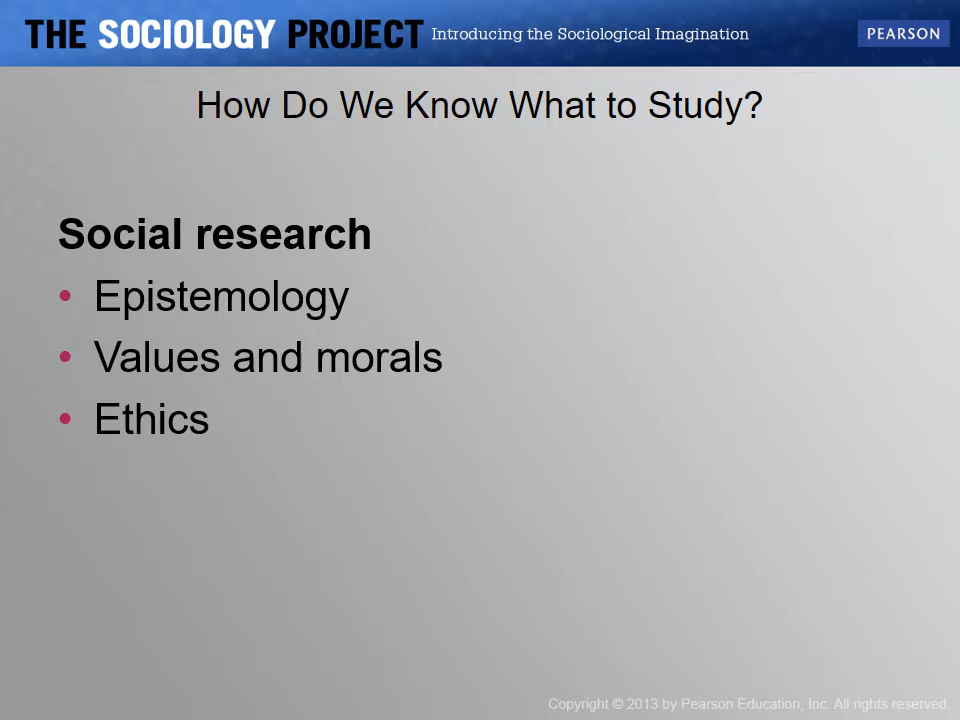 THE SOCIOLOGY PROJECT Introducing the Sociological Imagination PEARSON
How Do We Know What to Study?
Social research
• Epistemology
• Values and morals
• Ethics
Copyright © 2013 by Pearson Education, Inc. All rights reserved.